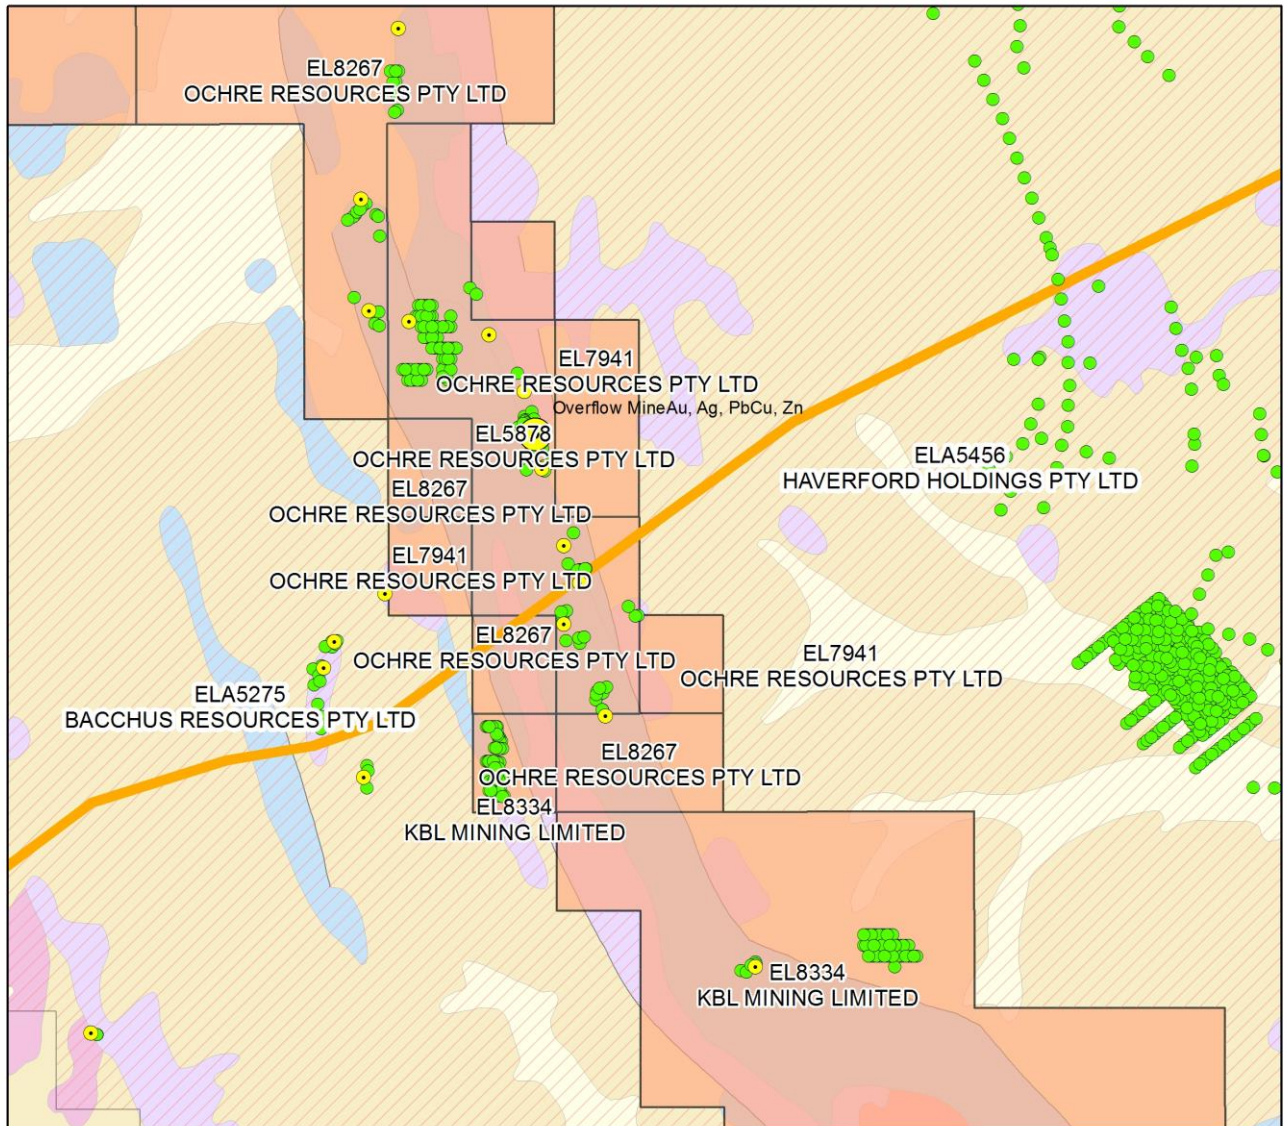 EL8267
OCHRE RESOURCES PTY LTD
EL7941
OCHRE RESOURCES PTY LTD
Overflow MineAu, Ag, PbCu, Zn
EL5878
OCHRE RESOURCES PTY LTD
ELA5456
HAVERFORD HOLDINGS PTY LTD
EL8267
OCHRE RESOURCES PTY LTD
EL7941
OCHRE RESOURCES PTY LTD
EL8267
OCHRE RESOURCES PTY LTD
EL7941
OCHRE RESOURCES PTY LTD
ELA5275
BACCHUS RESOURCES PTY LTD
EL8267
OCHRE RESOURCES PTY LTD
EL8334
KBL MINING LIMITED
EL8334
KBL MINING LIMITED